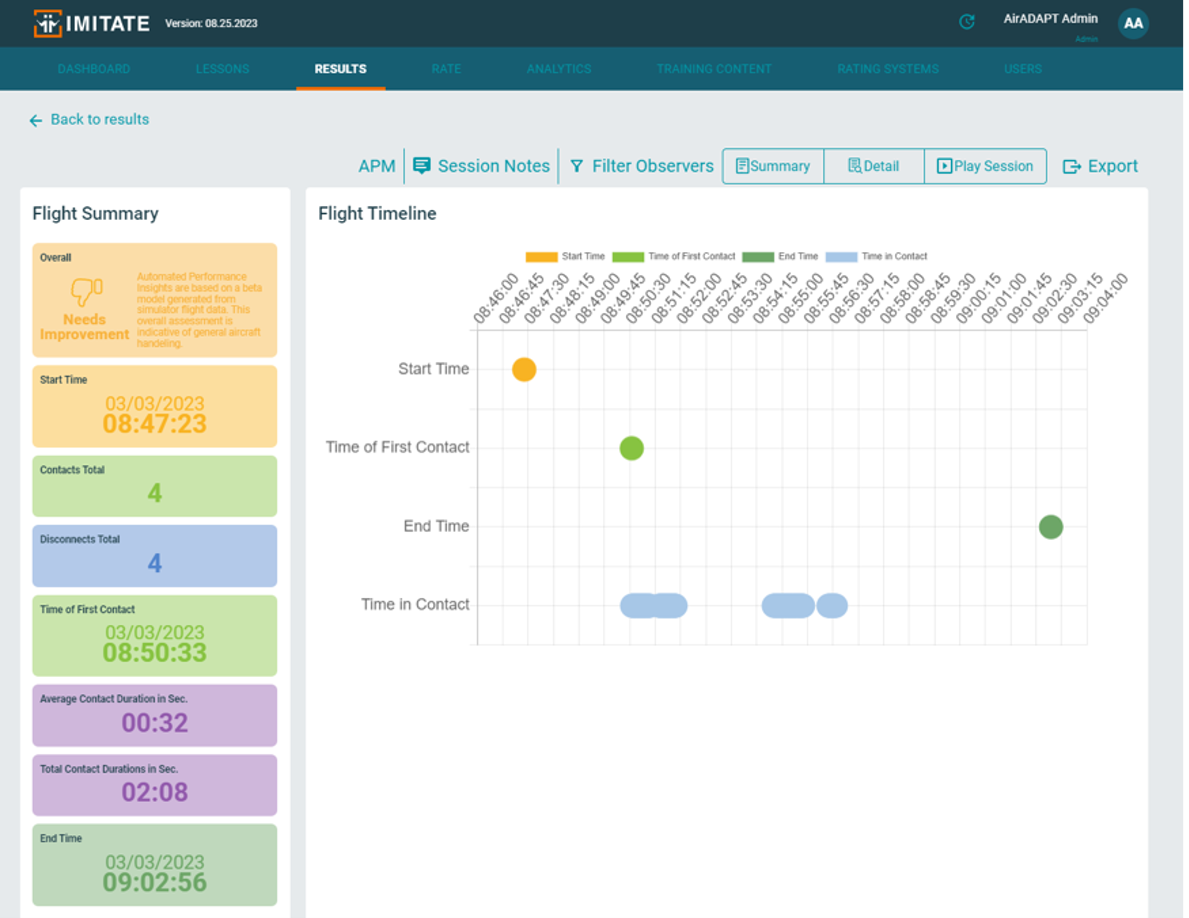 IMITATE Version: 08.25.2023
AirADAPT Admin
Admin
AA
DASHBOARD LESSONS RESULTS RATE ANALYTICS TRAINING CONTENT RATING SYSTEMS USERS
← Back to results
APM Session Notes Filter Observers Summary Detail Play Session Export
Flight Summary
Overall
Needs
Improvement
Automated Performance
Insights are based on a beta
model generated from
simulator flight data. This
overall assessment is
indicative of general aircraft
handeling.
Start Time
03/03/2023
08:47:23
Contacts Total
4
Disconnects Total
4
Time of First Contact
03/03/2023
08:50:33
Average Contact Duration in Sec.
00:32
Total Contact Durations in Sec.
02:08
End Time
03/03/2023
09:02:56
Flight Timeline
Start Time Time of First Contact End Time Time in Contact
08:46:00
08:46:45
08:47:30
08:48:15
08:49:00
08:49:45
08:50:30
08:51:15
08:52:00
08:52:45
08:53:30
08:54:15
08:55:00
08:55:45
08:56:30
08:57:15
08:58:00
08:58:45
08:59:30
09:00:15
09:01:00
09:01:45
09:02:30
09:03:15
09:04:00
Start Time
Time of First Contact
End Time
Time in Contact